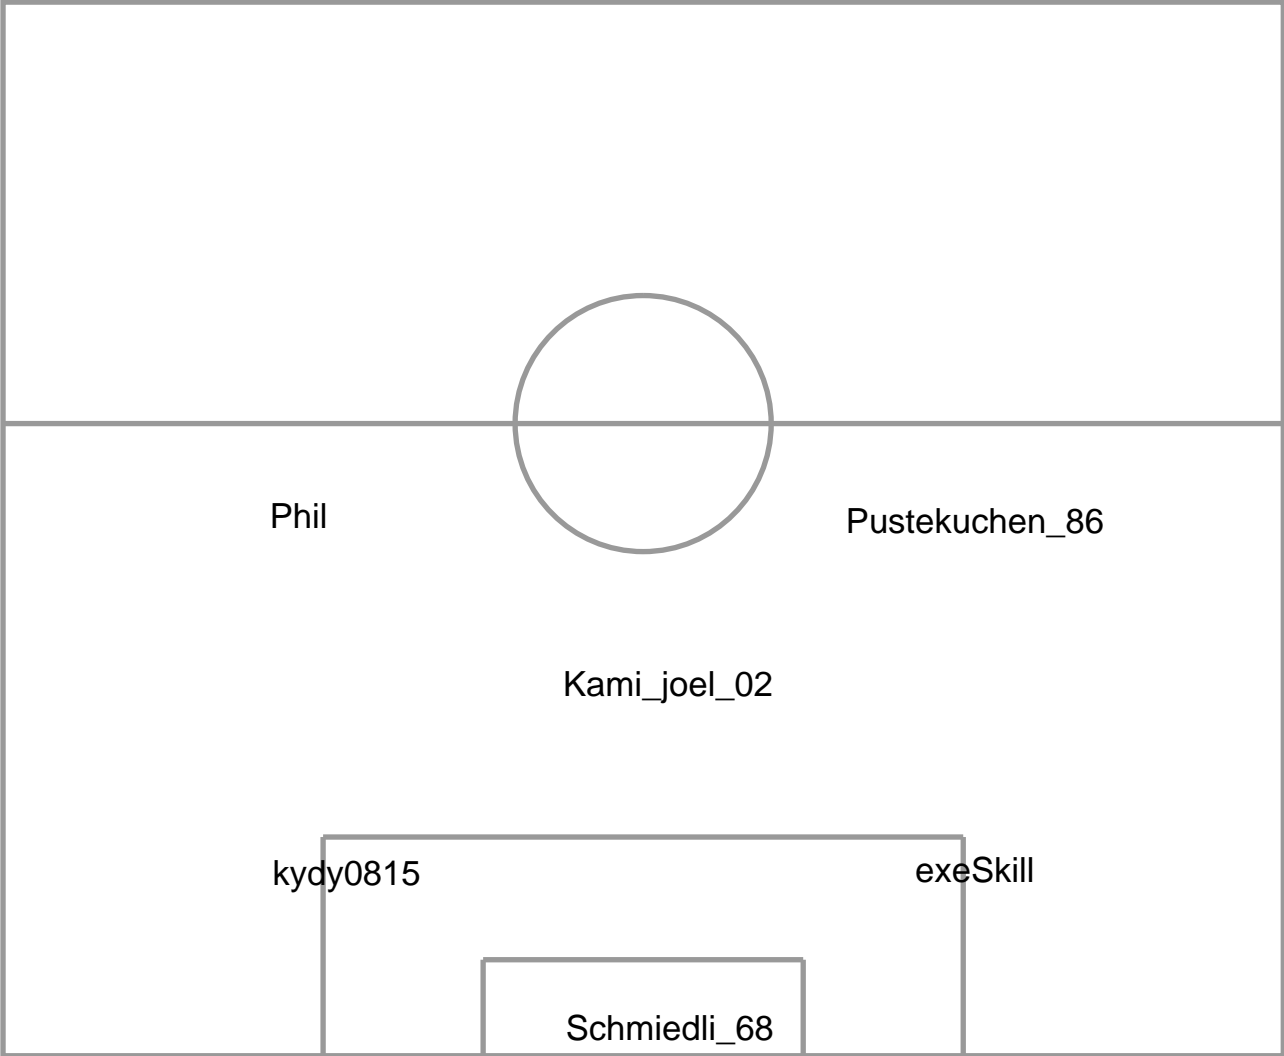 Phil
Pustekuchen_86
Kami_joel_02
kydy0815
exeSkill
Schmiedli_68